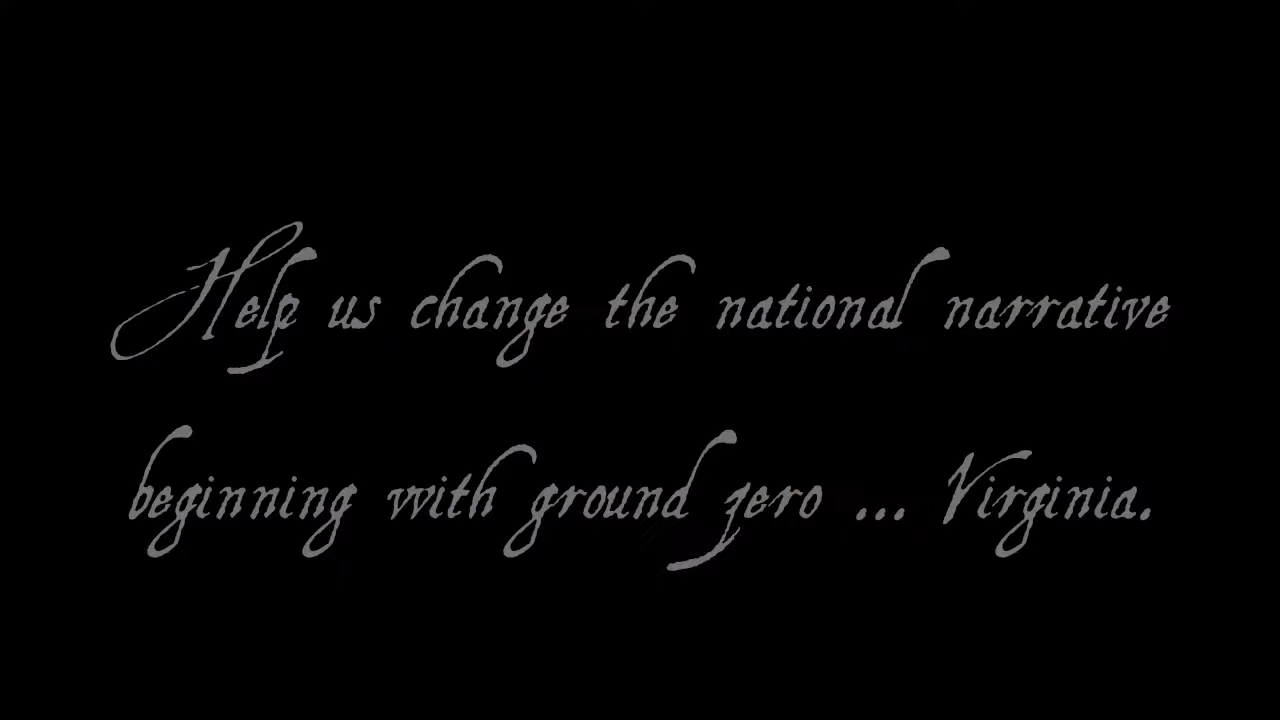 Help us change the national narrative
beginning with ground zero ... Virginia.